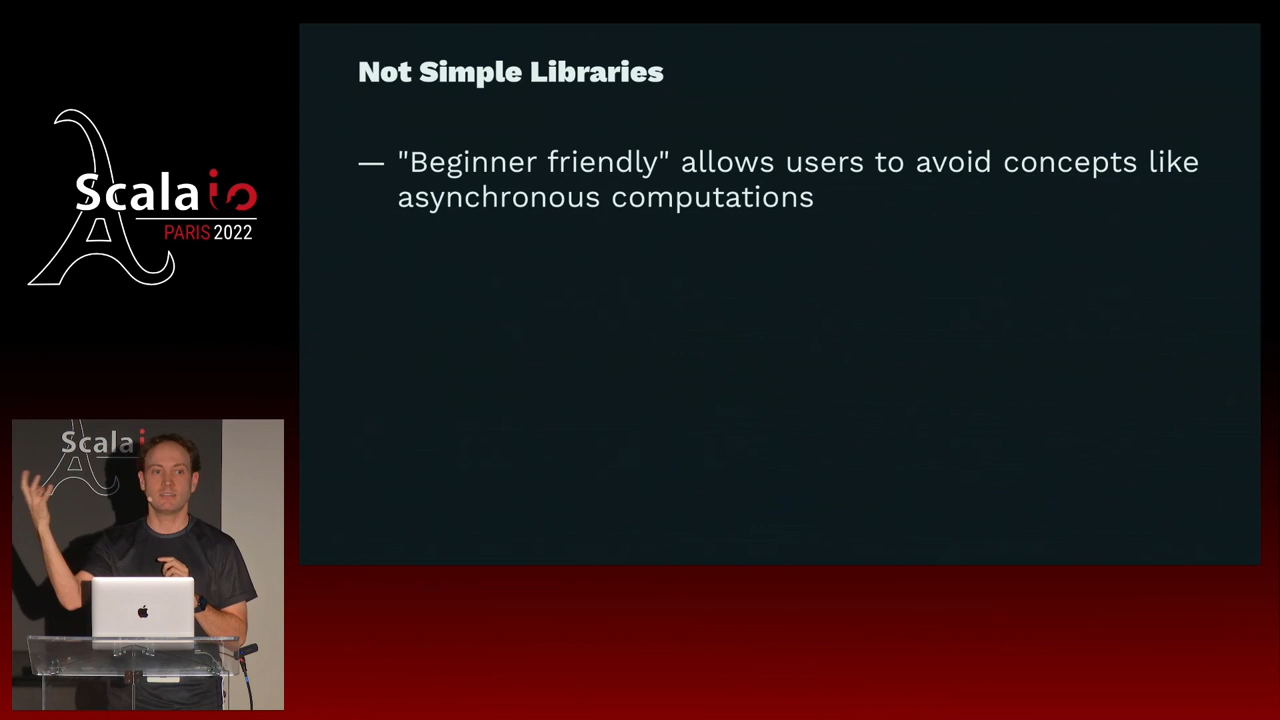 Not Simple Libraries
— "Beginner friendly" allows users to avoid concepts like
asynchronous computations
Scala io
PARIS 2022
Scala i